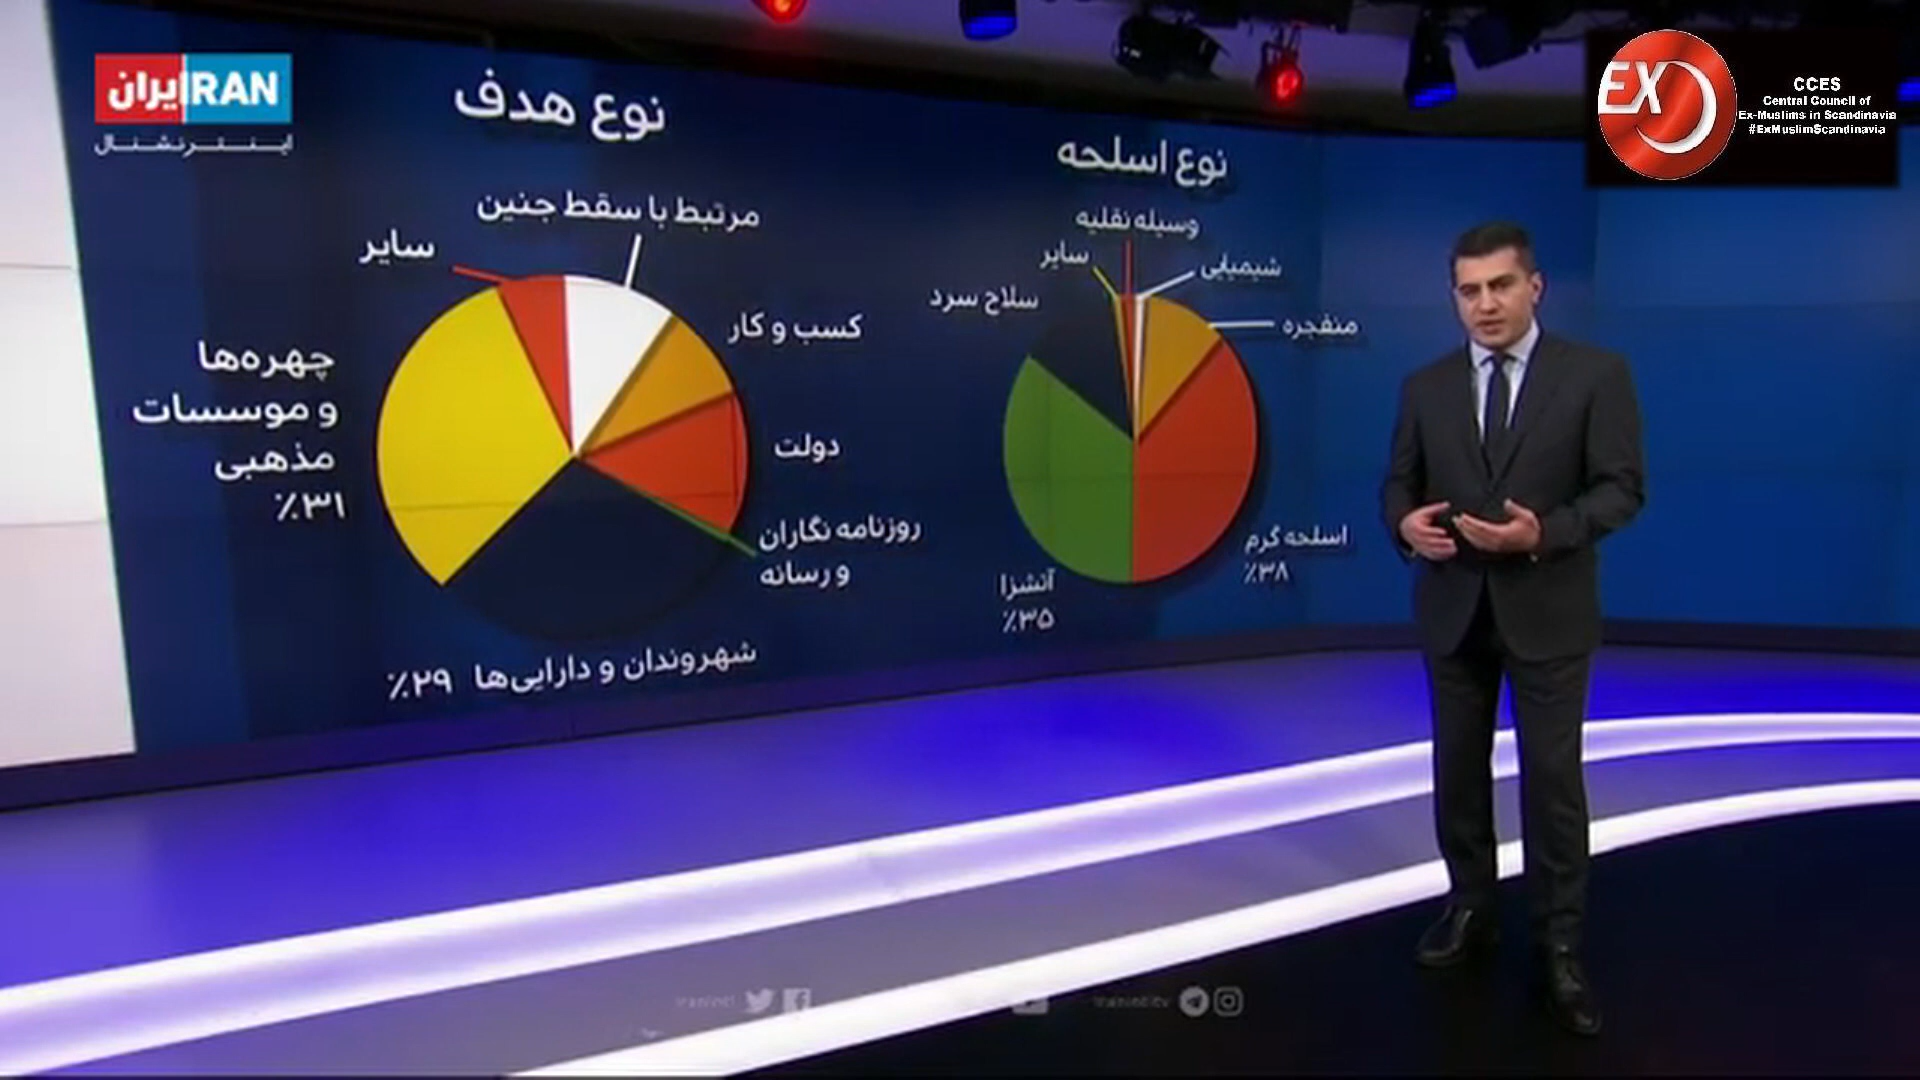 ایران IRAN
اینترنشنال
EX
CCES
Central Council of
Ex-Muslims in Scandinavia
#ExMuslimScandinavia
نوع هدف
مرتبط با سقط جنین
سایر
کسب و کار
چهره‌ها
و موسسات
مذهبی
٪۳۱
دولت
روزنامه نگاران
و رسانه
شهروندان و دارایی‌ها ٪۲۹
نوع اسلحه
وسیله نقلیه
سایر
شیمیایی
سلاح سرد
منفجره
اسلحه گرم
٪۳۸
آتشزا
٪۳۵